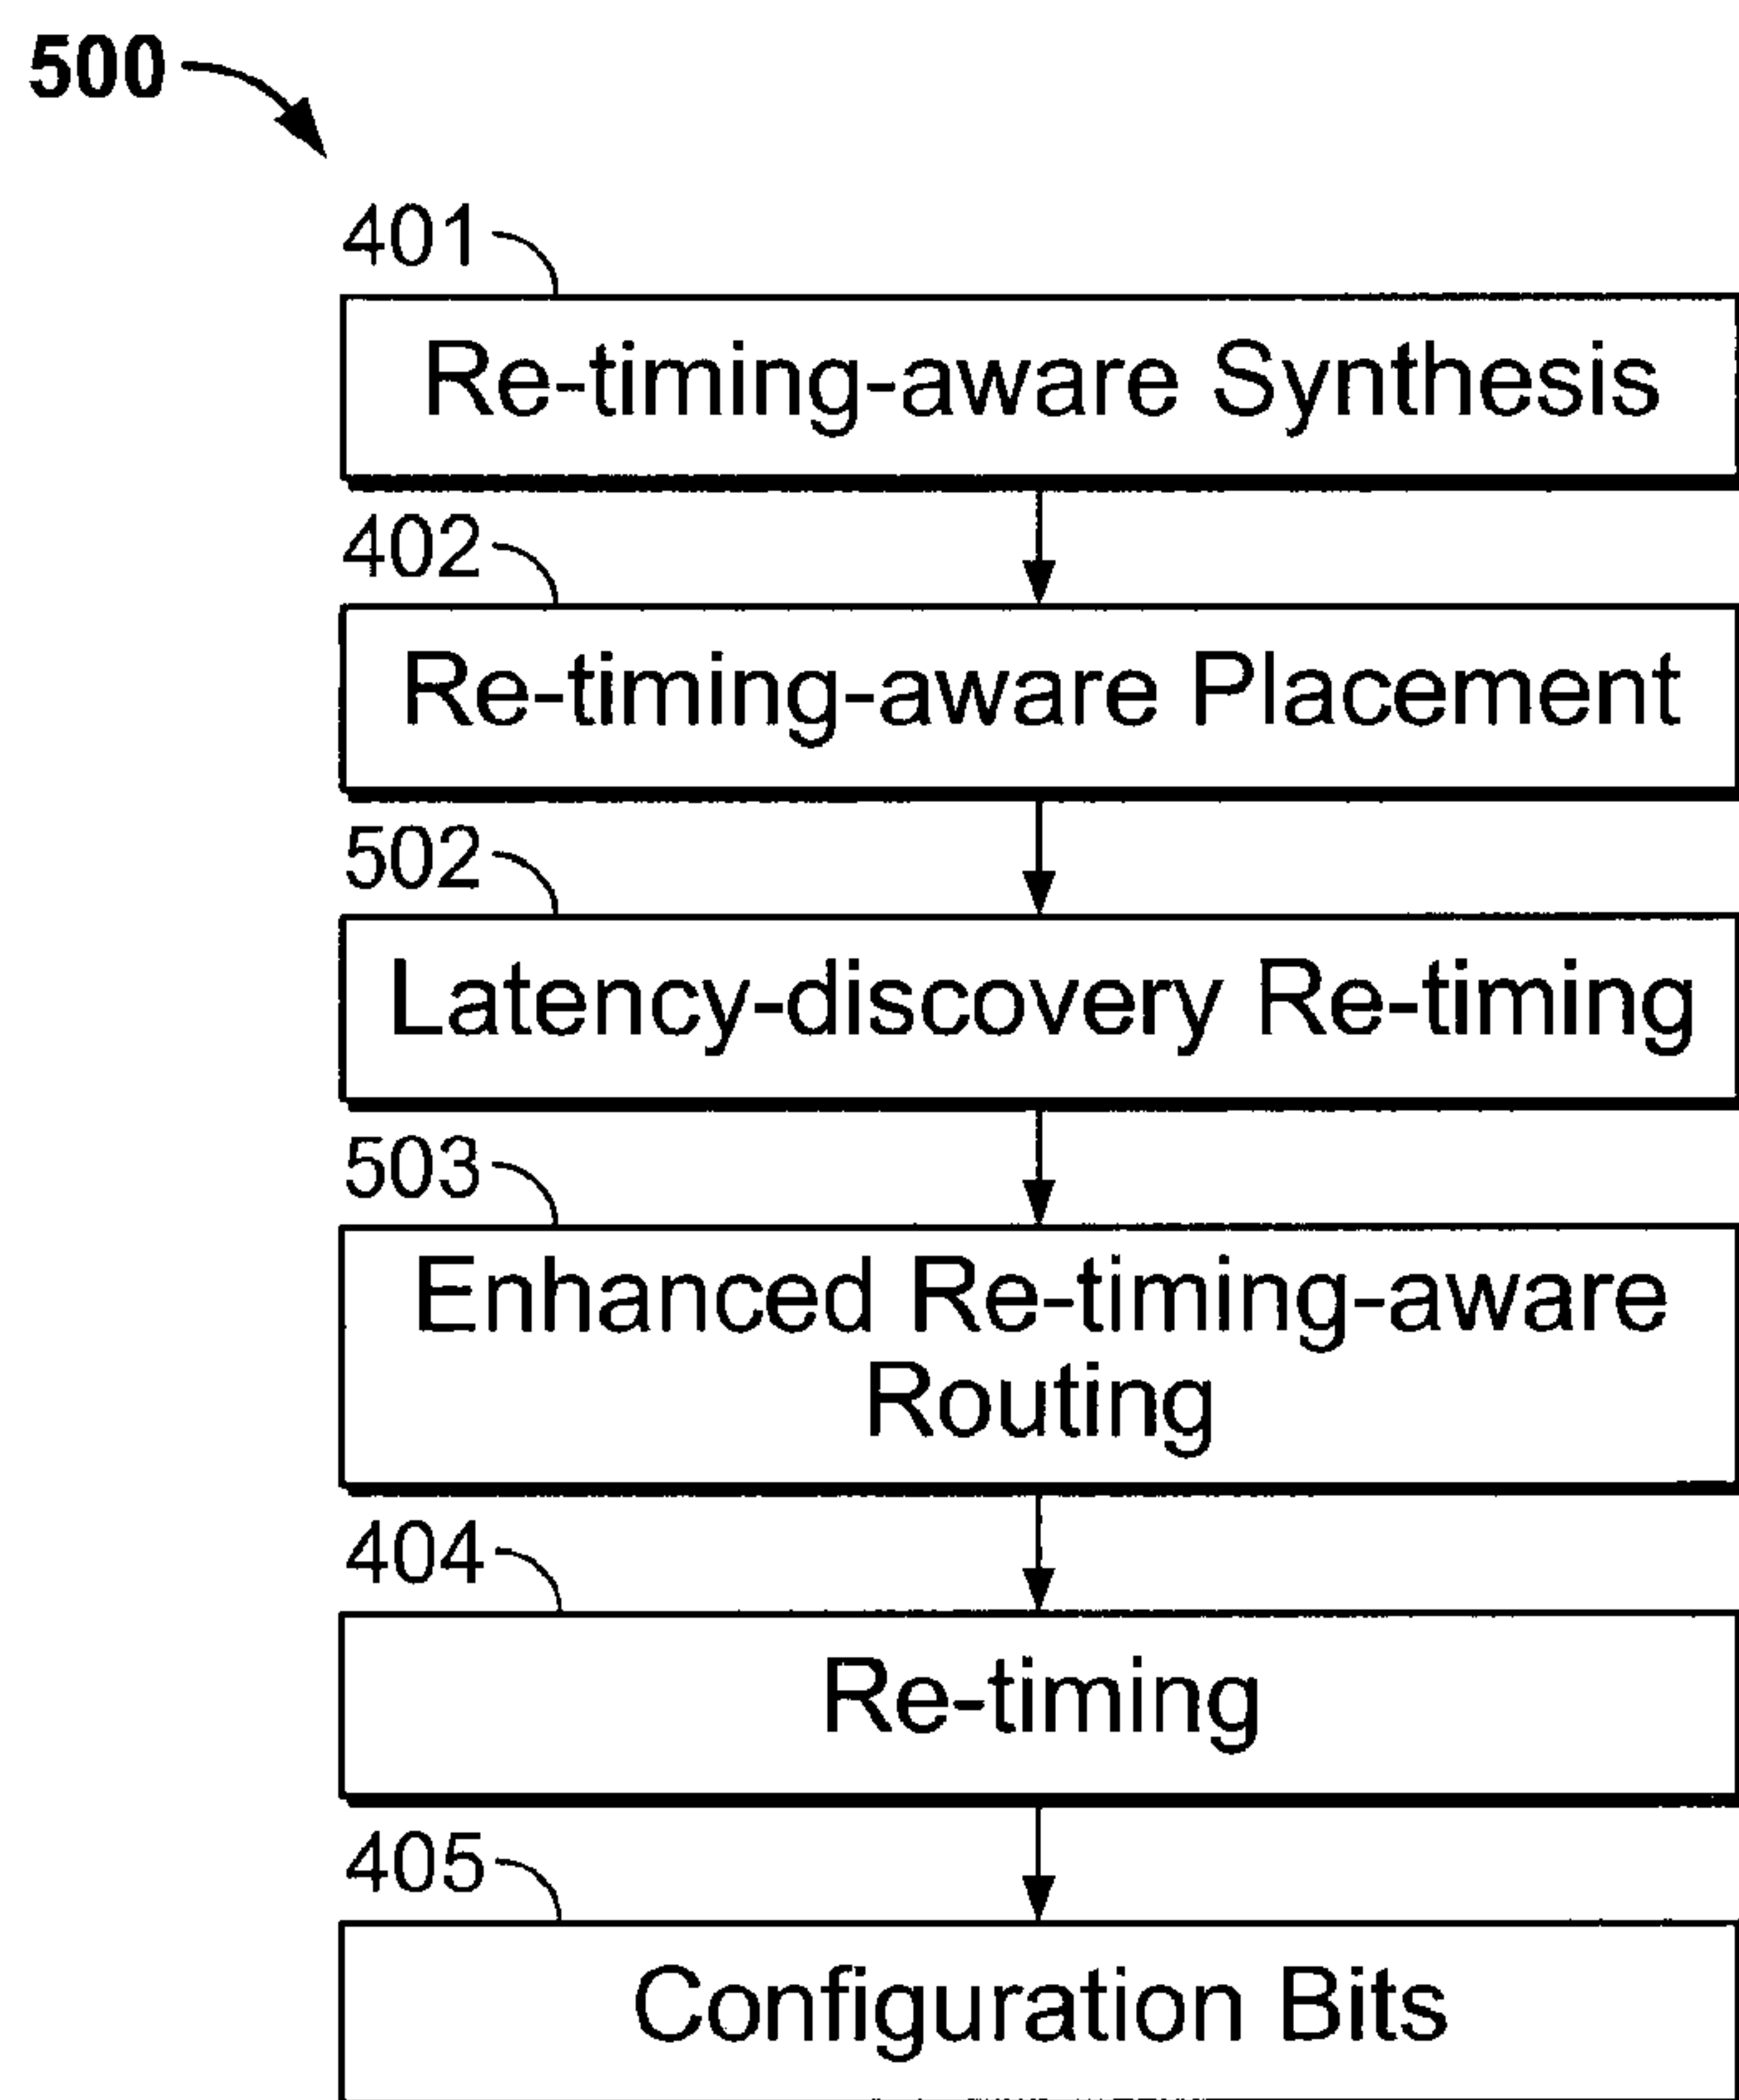 500
401
Re-timing-aware Synthesis
402
Re-timing-aware Placement
502
Latency-discovery Re-timing
503
Enhanced Re-timing-aware
Routing
404
Re-timing
405
Configuration Bits